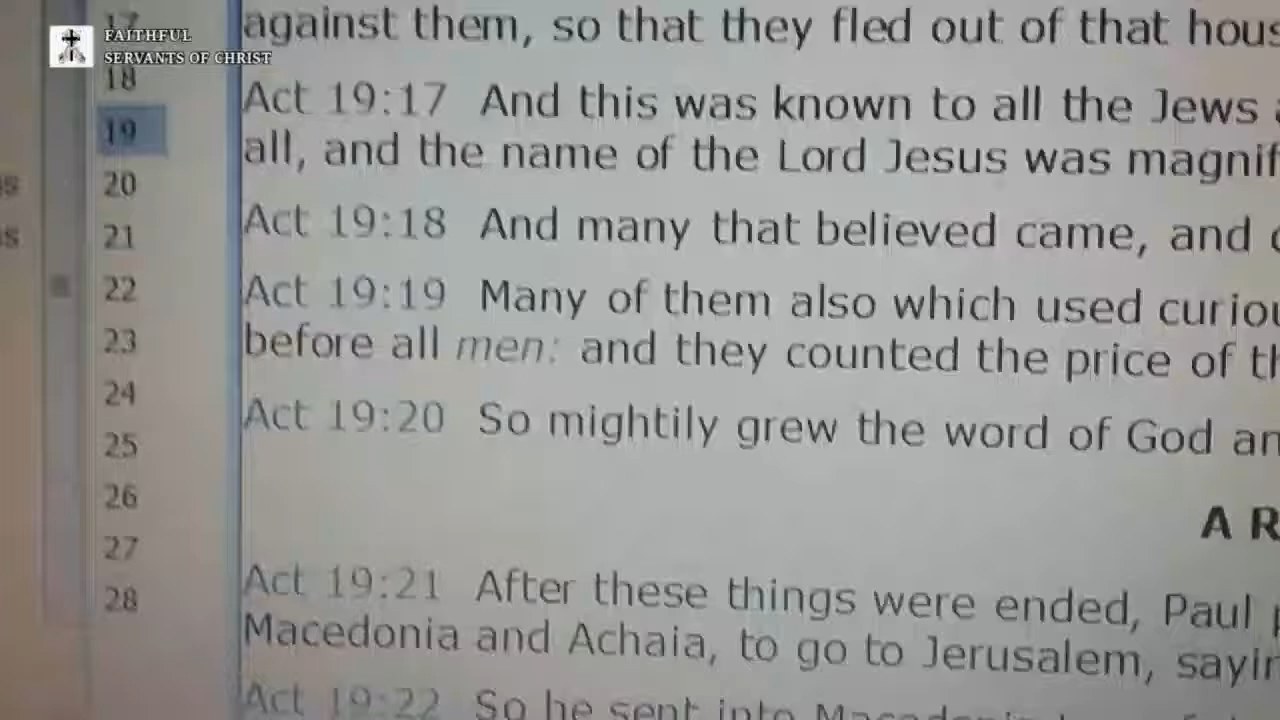 FAITHFUL
SERVANTS OF CHRIST
17
18
19
20
21
22
23
24
25
26
27
28
against them, so that they fled out of that hous
Act 19:17 And this was known to all the Jews
all, and the name of the Lord Jesus was magnif
Act 19:18 And many that believed came, and
Act 19:19 Many of them also which used curiou
before all men: and they counted the price of th
Act 19:20 So mightily grew the word of God an
A R
Act 19:21 After these things were ended, Paul
Macedonia and Achaia, to go to Jerusalem, sayin
Act 19:22 So he sent into Macedonia